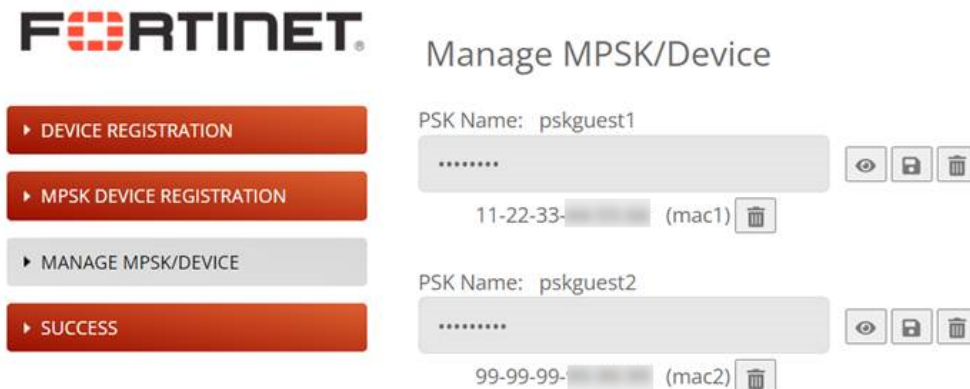 FORTINET
Manage MPSK/Device
DEVICE REGISTRATION
MPSK DEVICE REGISTRATION
MANAGE MPSK/DEVICE
SUCCESS
PSK Name: pskguest1
••••••••
11-22-33- (mac1)
PSK Name: pskguest2
•••••••••
99-99-99- (mac2)